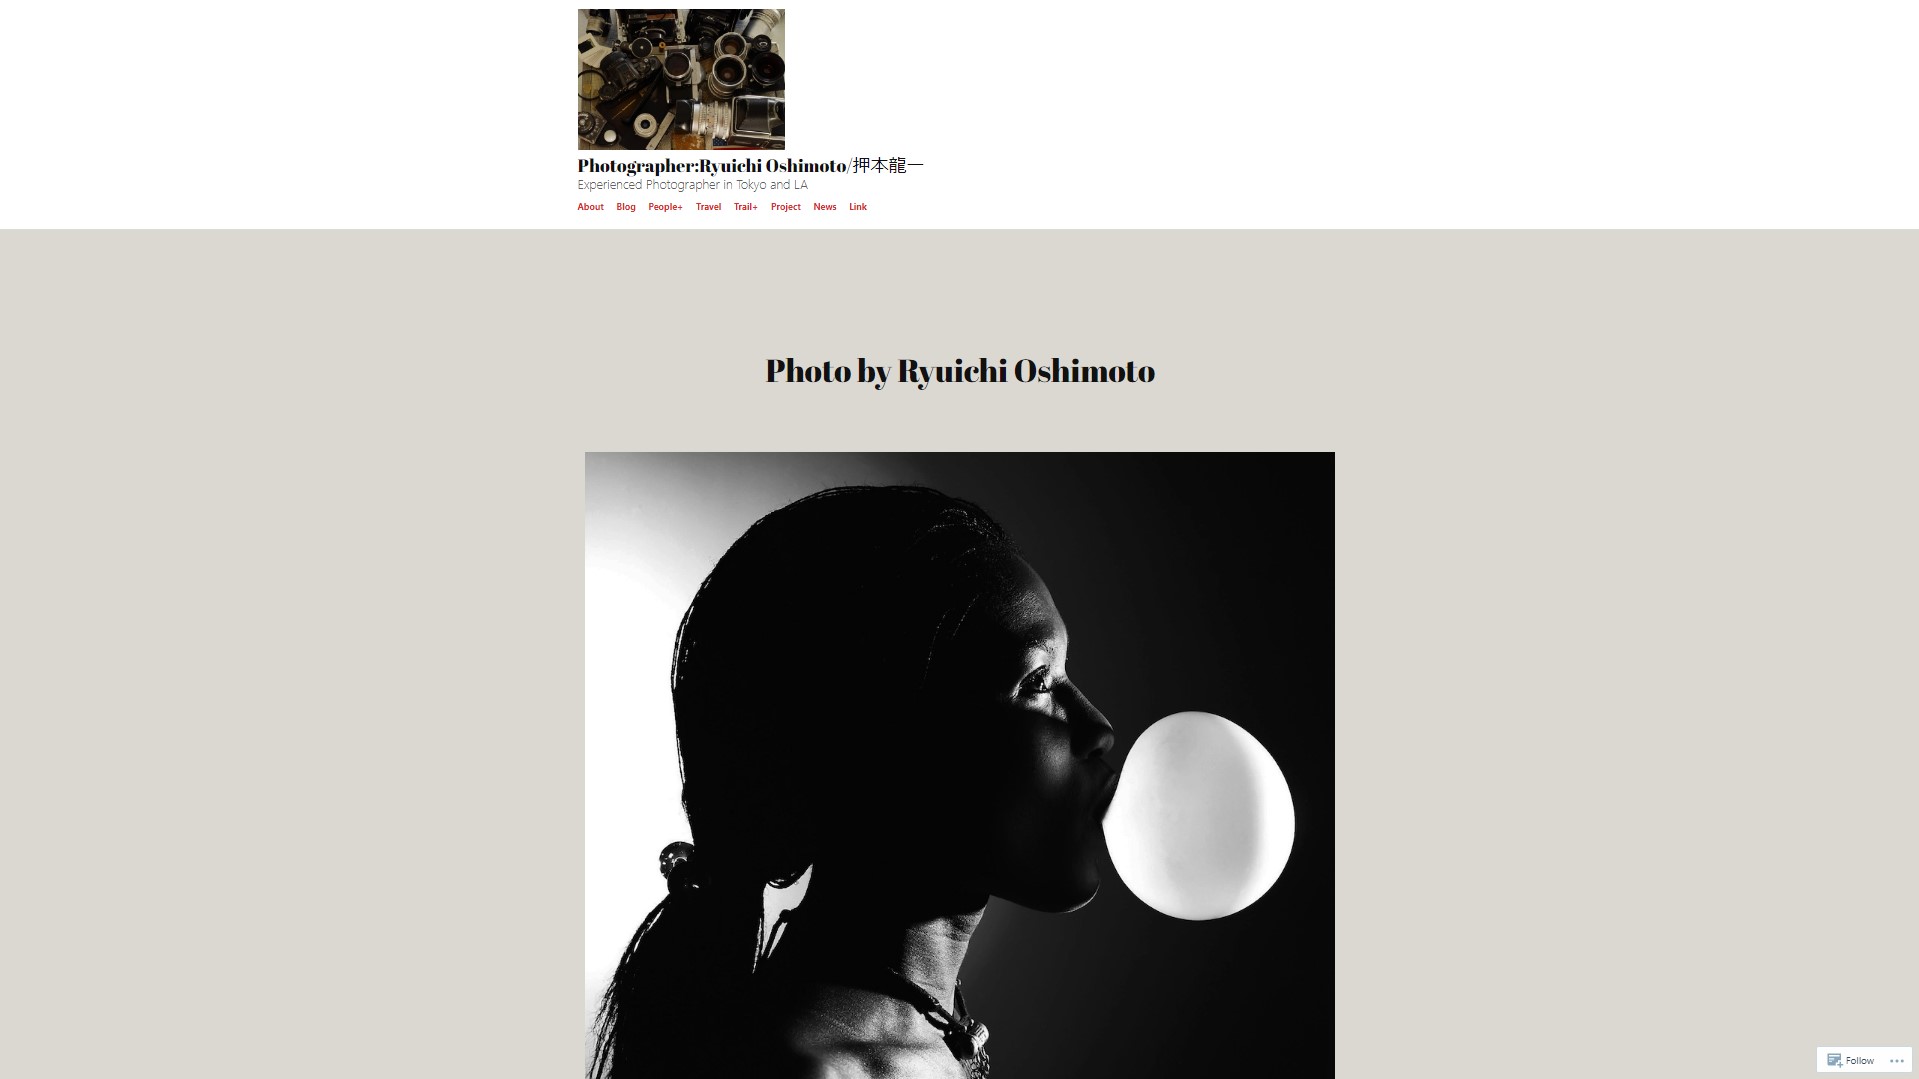 Photographer:Ryuichi Oshimoto/押本龍一
Experienced Photographer in Tokyo and LA
About Blog People+ Travel Trail+ Project News Link
Photo by Ryuichi Oshimoto
Follow